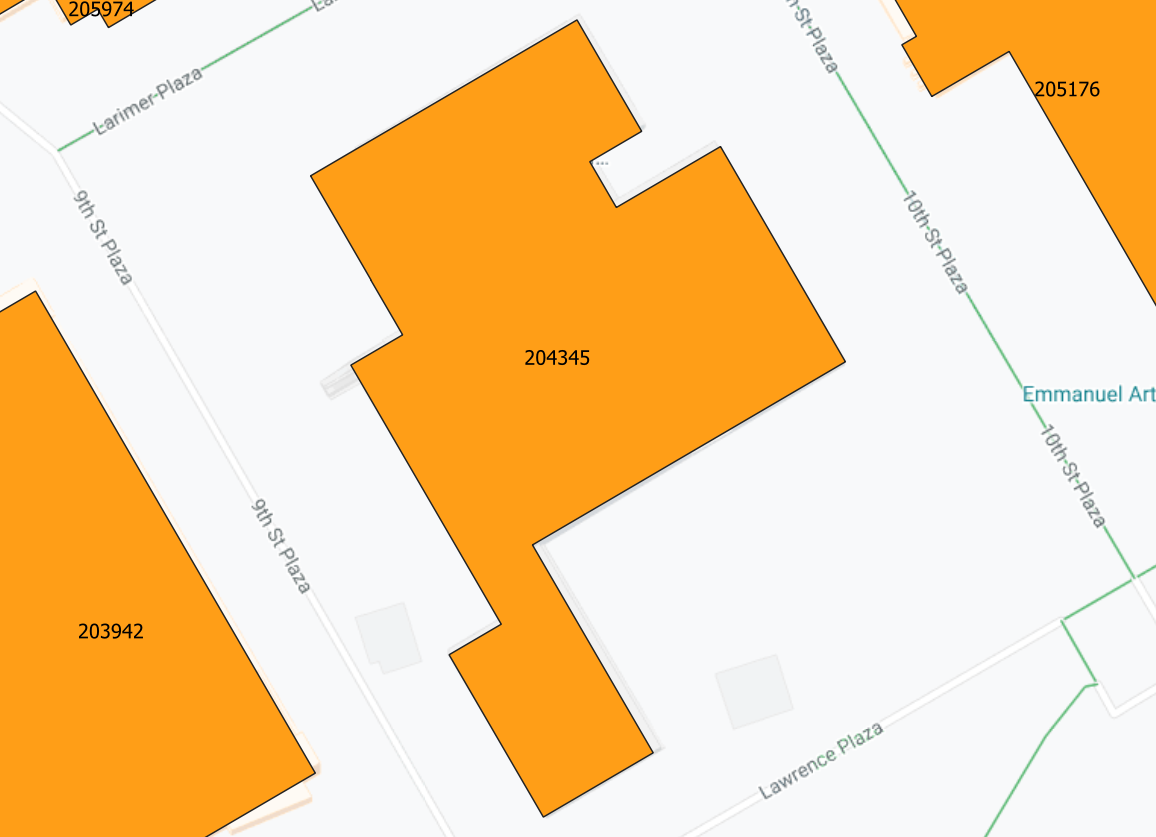 205974
La
Larimer-Plaza
h-St-Plaza
205176
9th St Plaza
10th-St-Plaza
...
204345
Emmanuel Art
10th-St-Plaza
9th St Plaza
203942
Lawrence Plaza